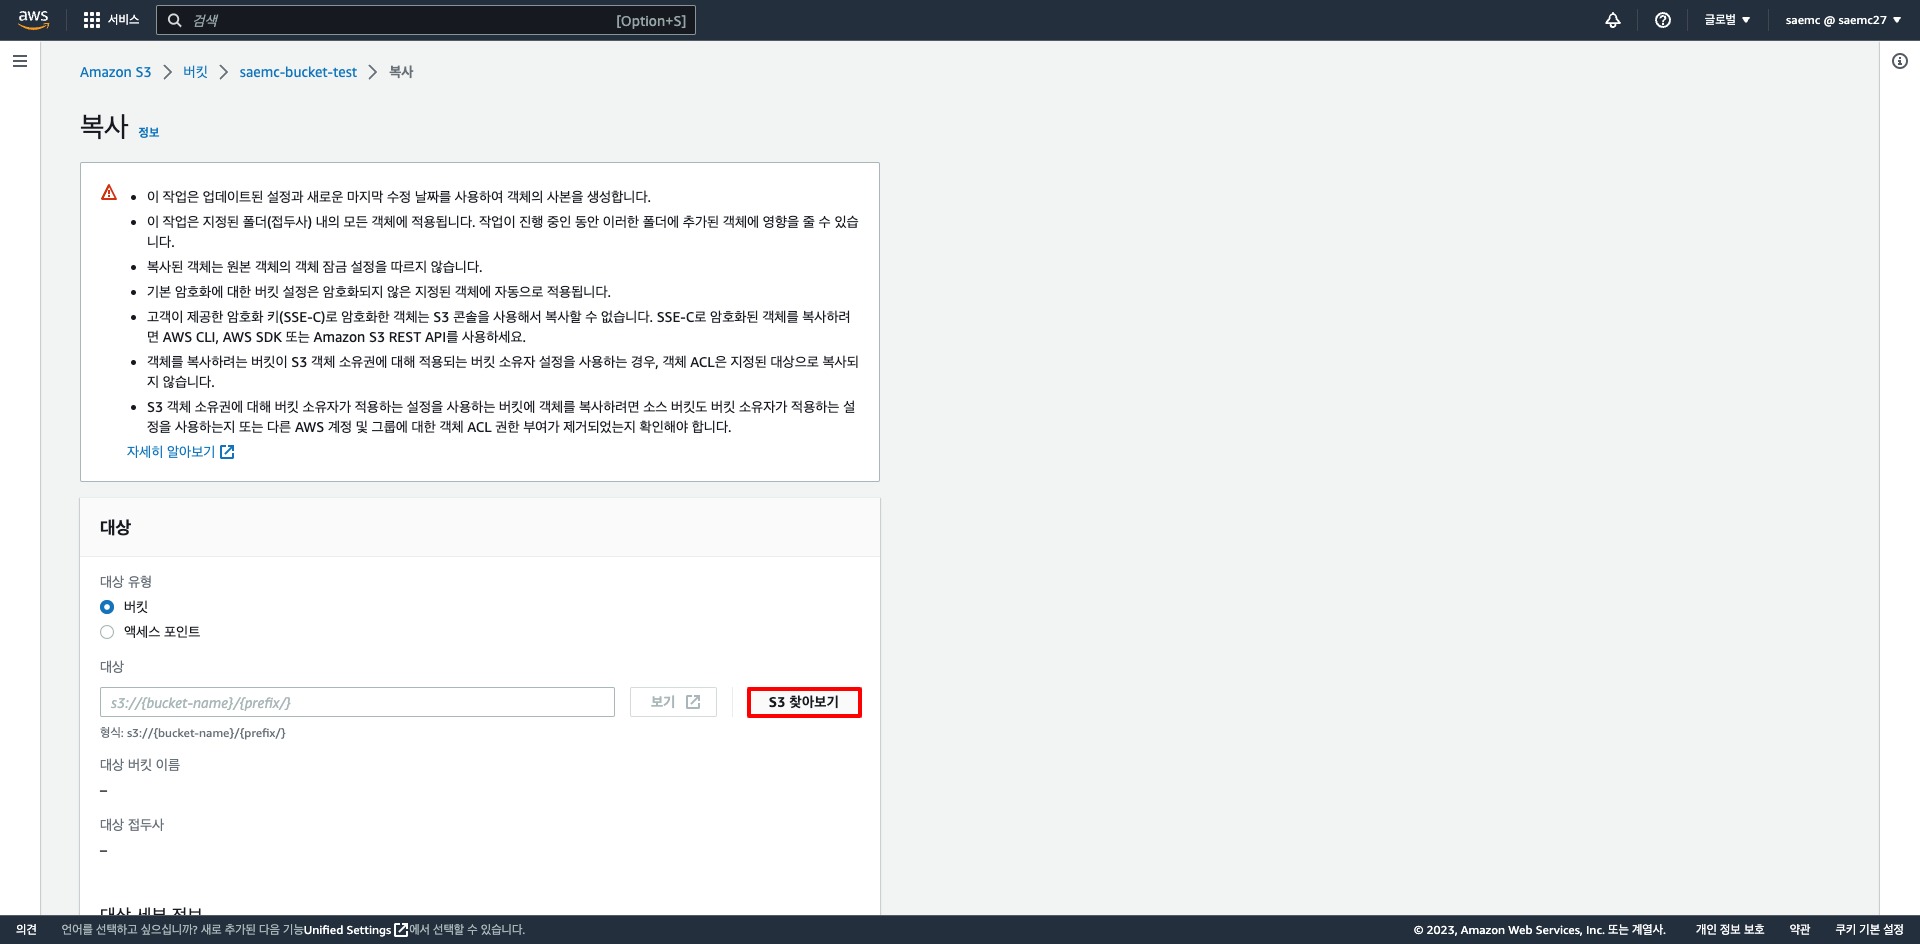 aws
서비스
검색
[Option+S]
글로벌
saemc @ saemc27
Amazon S3
버킷
saemc-bucket-test
복사
복사 정보
이 작업은 업데이트된 설정과 새로운 마지막 수정 날짜를 사용하여 객체의 사본을 생성합니다.
이 작업은 지정된 폴더(접두사) 내의 모든 객체에 적용됩니다. 작업이 진행 중인 동안 이러한 폴더에 추가된 객체에 영향을 줄 수 있습
니다.
복사된 객체는 원본 객체의 객체 잠금 설정을 따르지 않습니다.
기본 암호화에 대한 버킷 설정은 암호화되지 않은 지정된 객체에 자동으로 적용됩니다.
고객이 제공한 암호화 키(SSE-C)로 암호화한 객체는 S3 콘솔을 사용해서 복사할 수 없습니다. SSE-C로 암호화된 객체를 복사하려
면 AWS CLI, AWS SDK 또는 Amazon S3 REST API를 사용하세요.
객체를 복사하려는 버킷이 S3 객체 소유권에 대해 적용되는 버킷 소유자 설정을 사용하는 경우, 객체 ACL은 지정된 대상으로 복사되
지 않습니다.
S3 객체 소유권에 대해 버킷 소유자가 적용하는 설정을 사용하는 버킷에 객체를 복사하려면 소스 버킷도 버킷 소유자가 적용하는 설
정을 사용하는지 또는 다른 AWS 계정 및 그룹에 대한 객체 ACL 권한 부여가 제거되었는지 확인해야 합니다.
자세히 알아보기
대상
대상 유형
버킷
액세스 포인트
대상
s3://{bucket-name}/{prefix/}
보기
S3 찾아보기
형식: s3://{bucket-name}/{prefix/}
대상 버킷 이름
–
대상 접두사
–
대상 세부 정보
의견
언어를 선택하고 싶으십니까? 새로 추가된 다음 기능Unified Settings에서 선택할 수 있습니다.
© 2023, Amazon Web Services, Inc. 또는 계열사.
개인 정보 보호
약관
쿠키 기본 설정